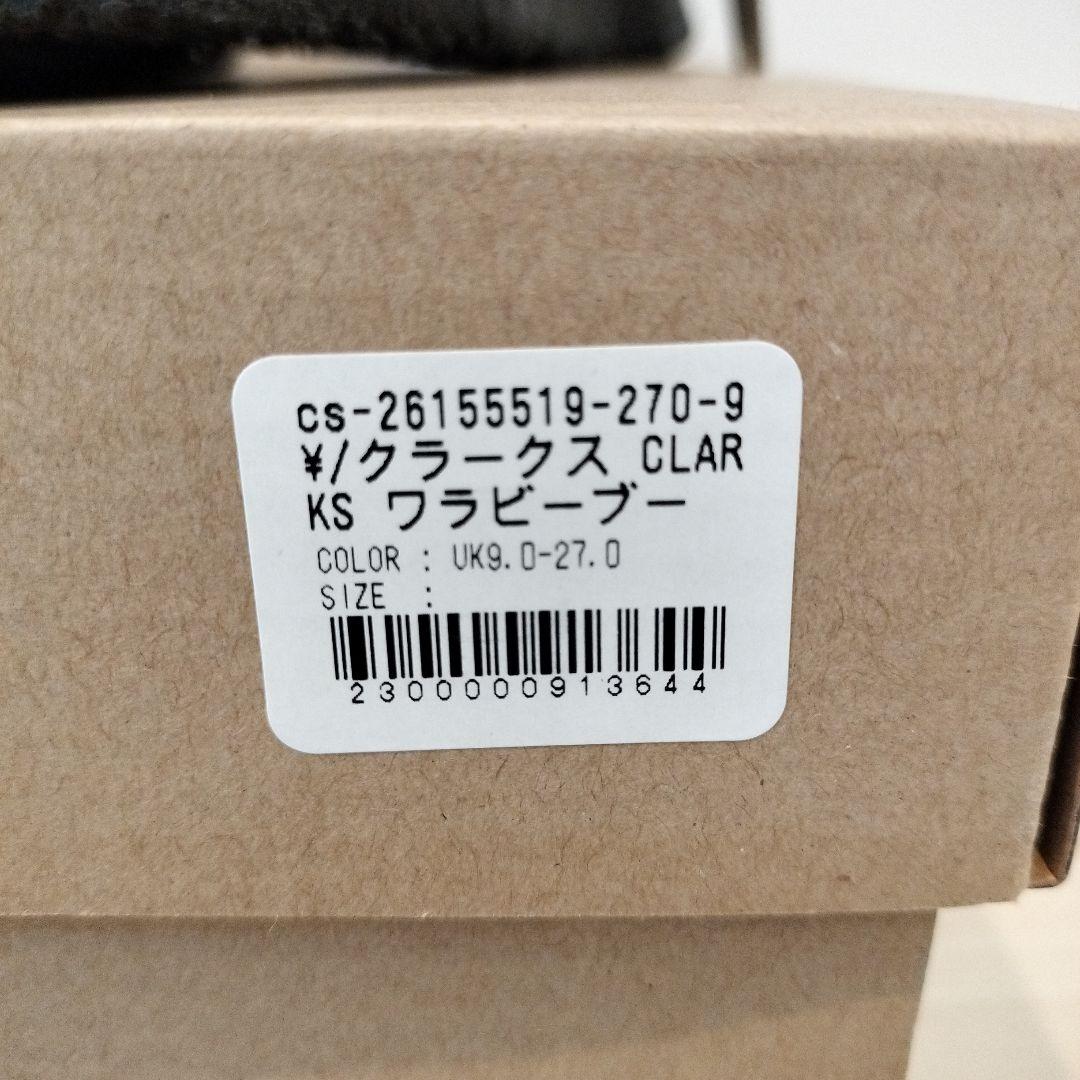 cs-26155519-270-9
¥/クラークス CLAR
KS ワラビーブー
COLOR : UK9.0-27.0
SIZE :
2300000913644